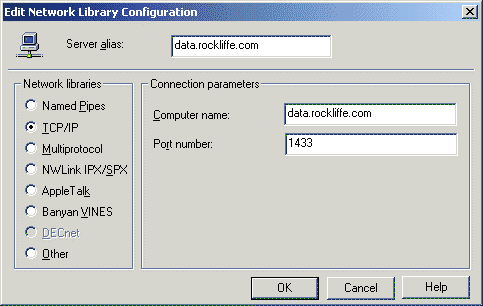 Edit Network Library Configuration
Server alias: data.rockliffe.com
Network libraries
Named Pipes
TCP/IP
Multiprotocol
NWLink IPX/SPX
AppleTalk
Banyan VINES
DECnet
Other
Connection parameters
Computer name: data.rockliffe.com
Port number: 1433
OK Cancel Help